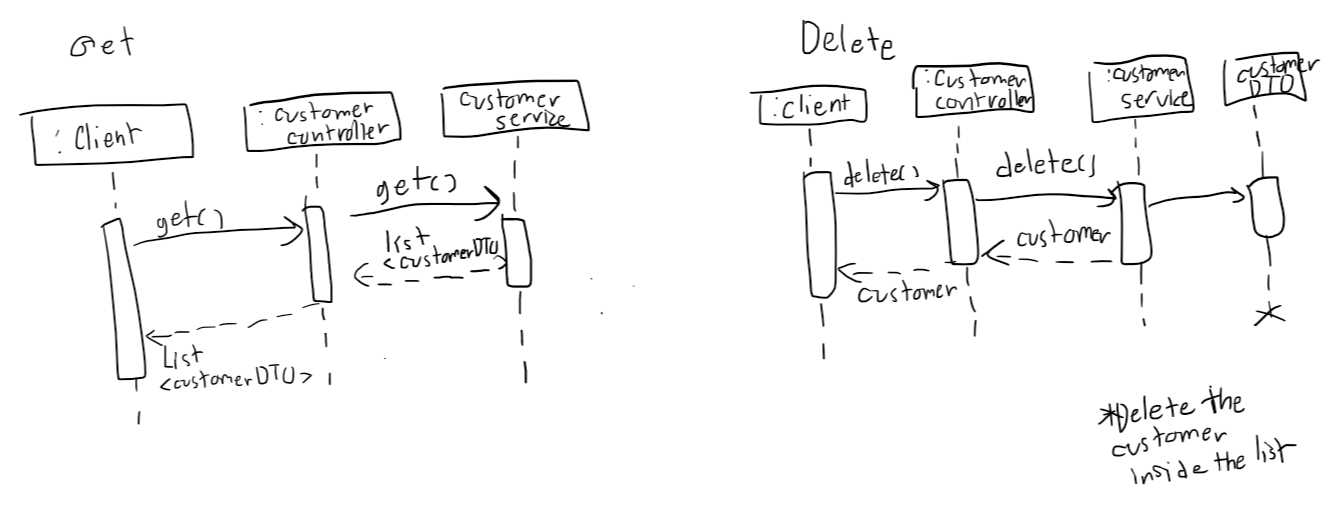 Get
: Client
: customer
controller
customer
service
get()
get()
list
<customerDTO
List
<customerDTO>
Delete
:client
:Customer
controller
:customer
service
customer
DTO
delete()
delete()
customer
customer
*Delete the
customer
inside the list